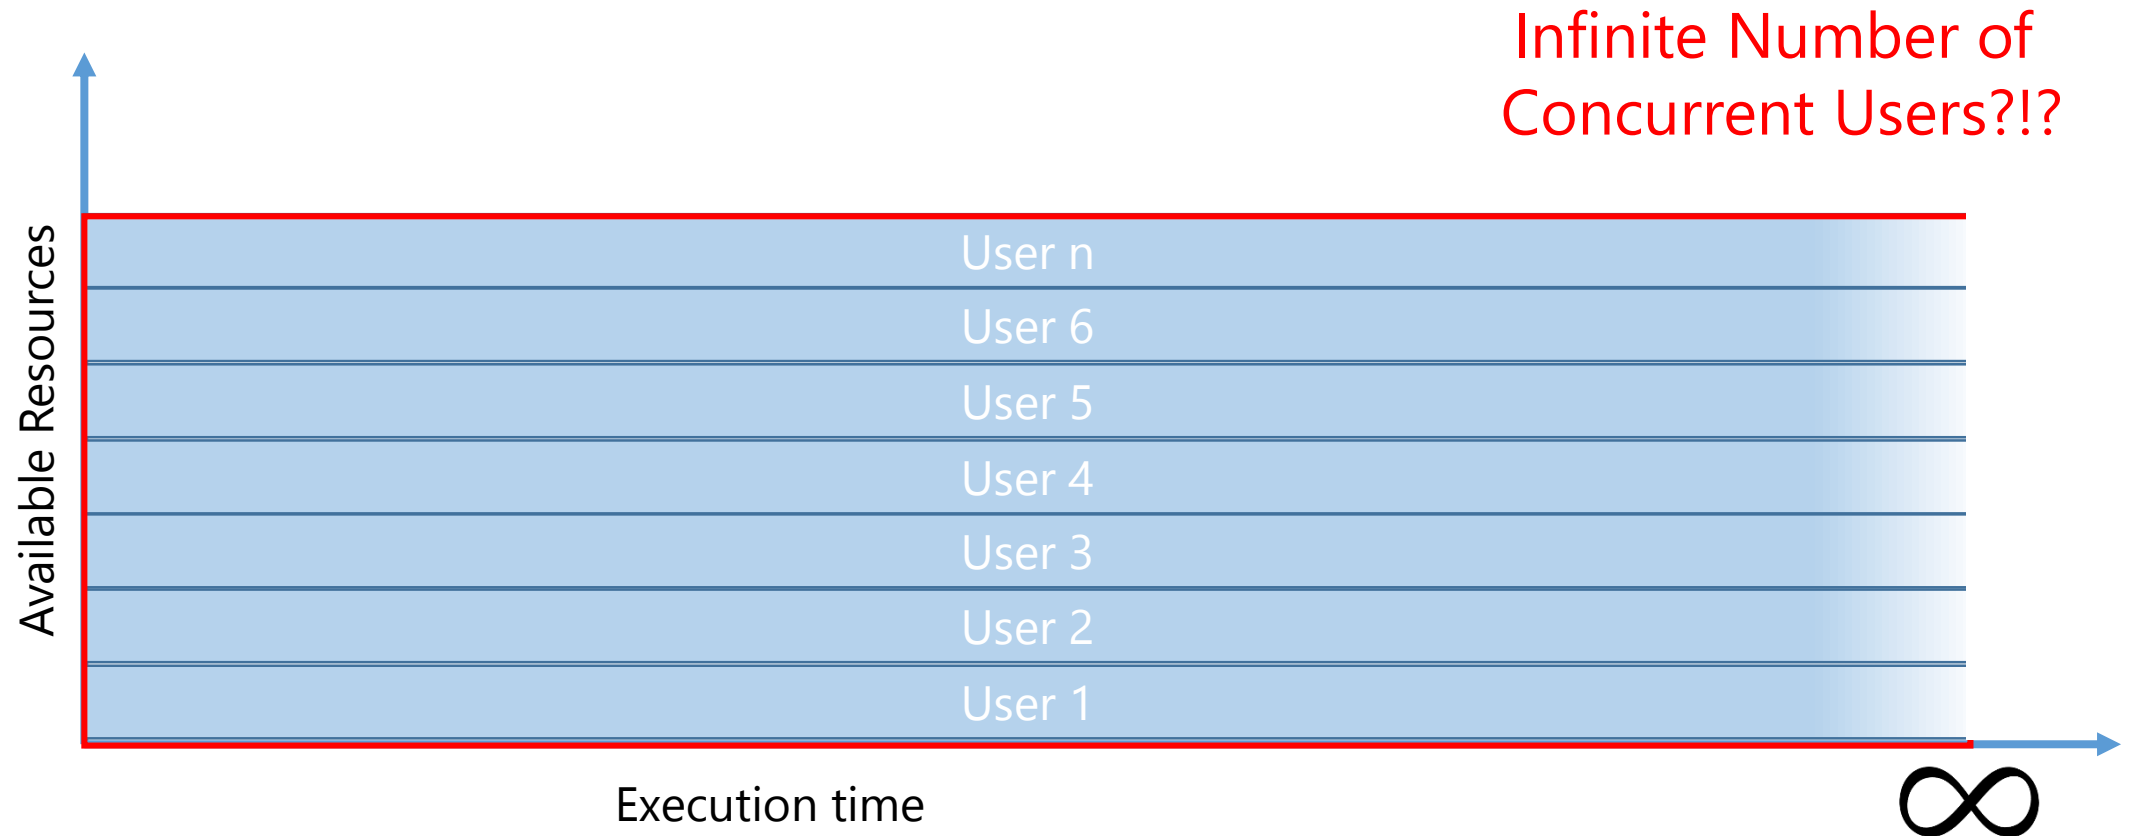 Infinite Number of
Concurrent Users?!?
Available Resources
User n
User 6
User 5
User 4
User 3
User 2
User 1
Execution time
∞